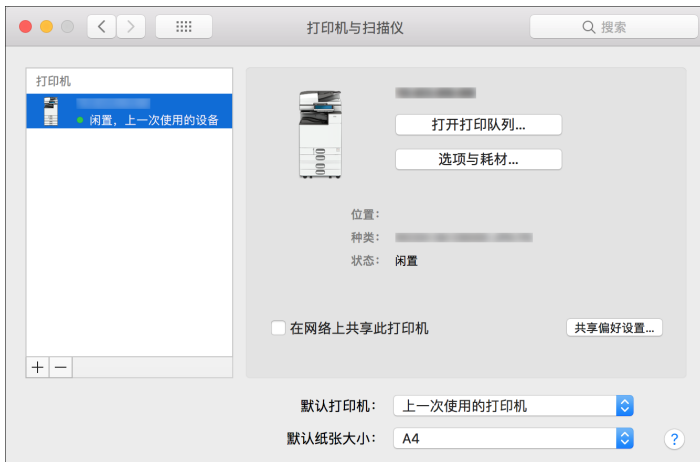 打印机与扫描仪
搜索
打印机
闲置，上一次使用的设备
打开打印队列...
选项与耗材...
位置：
种类：
状态： 闲置
在网络上共享此打印机
共享偏好设置...
默认打印机： 上一次使用的打印机
默认纸张大小： A4
?